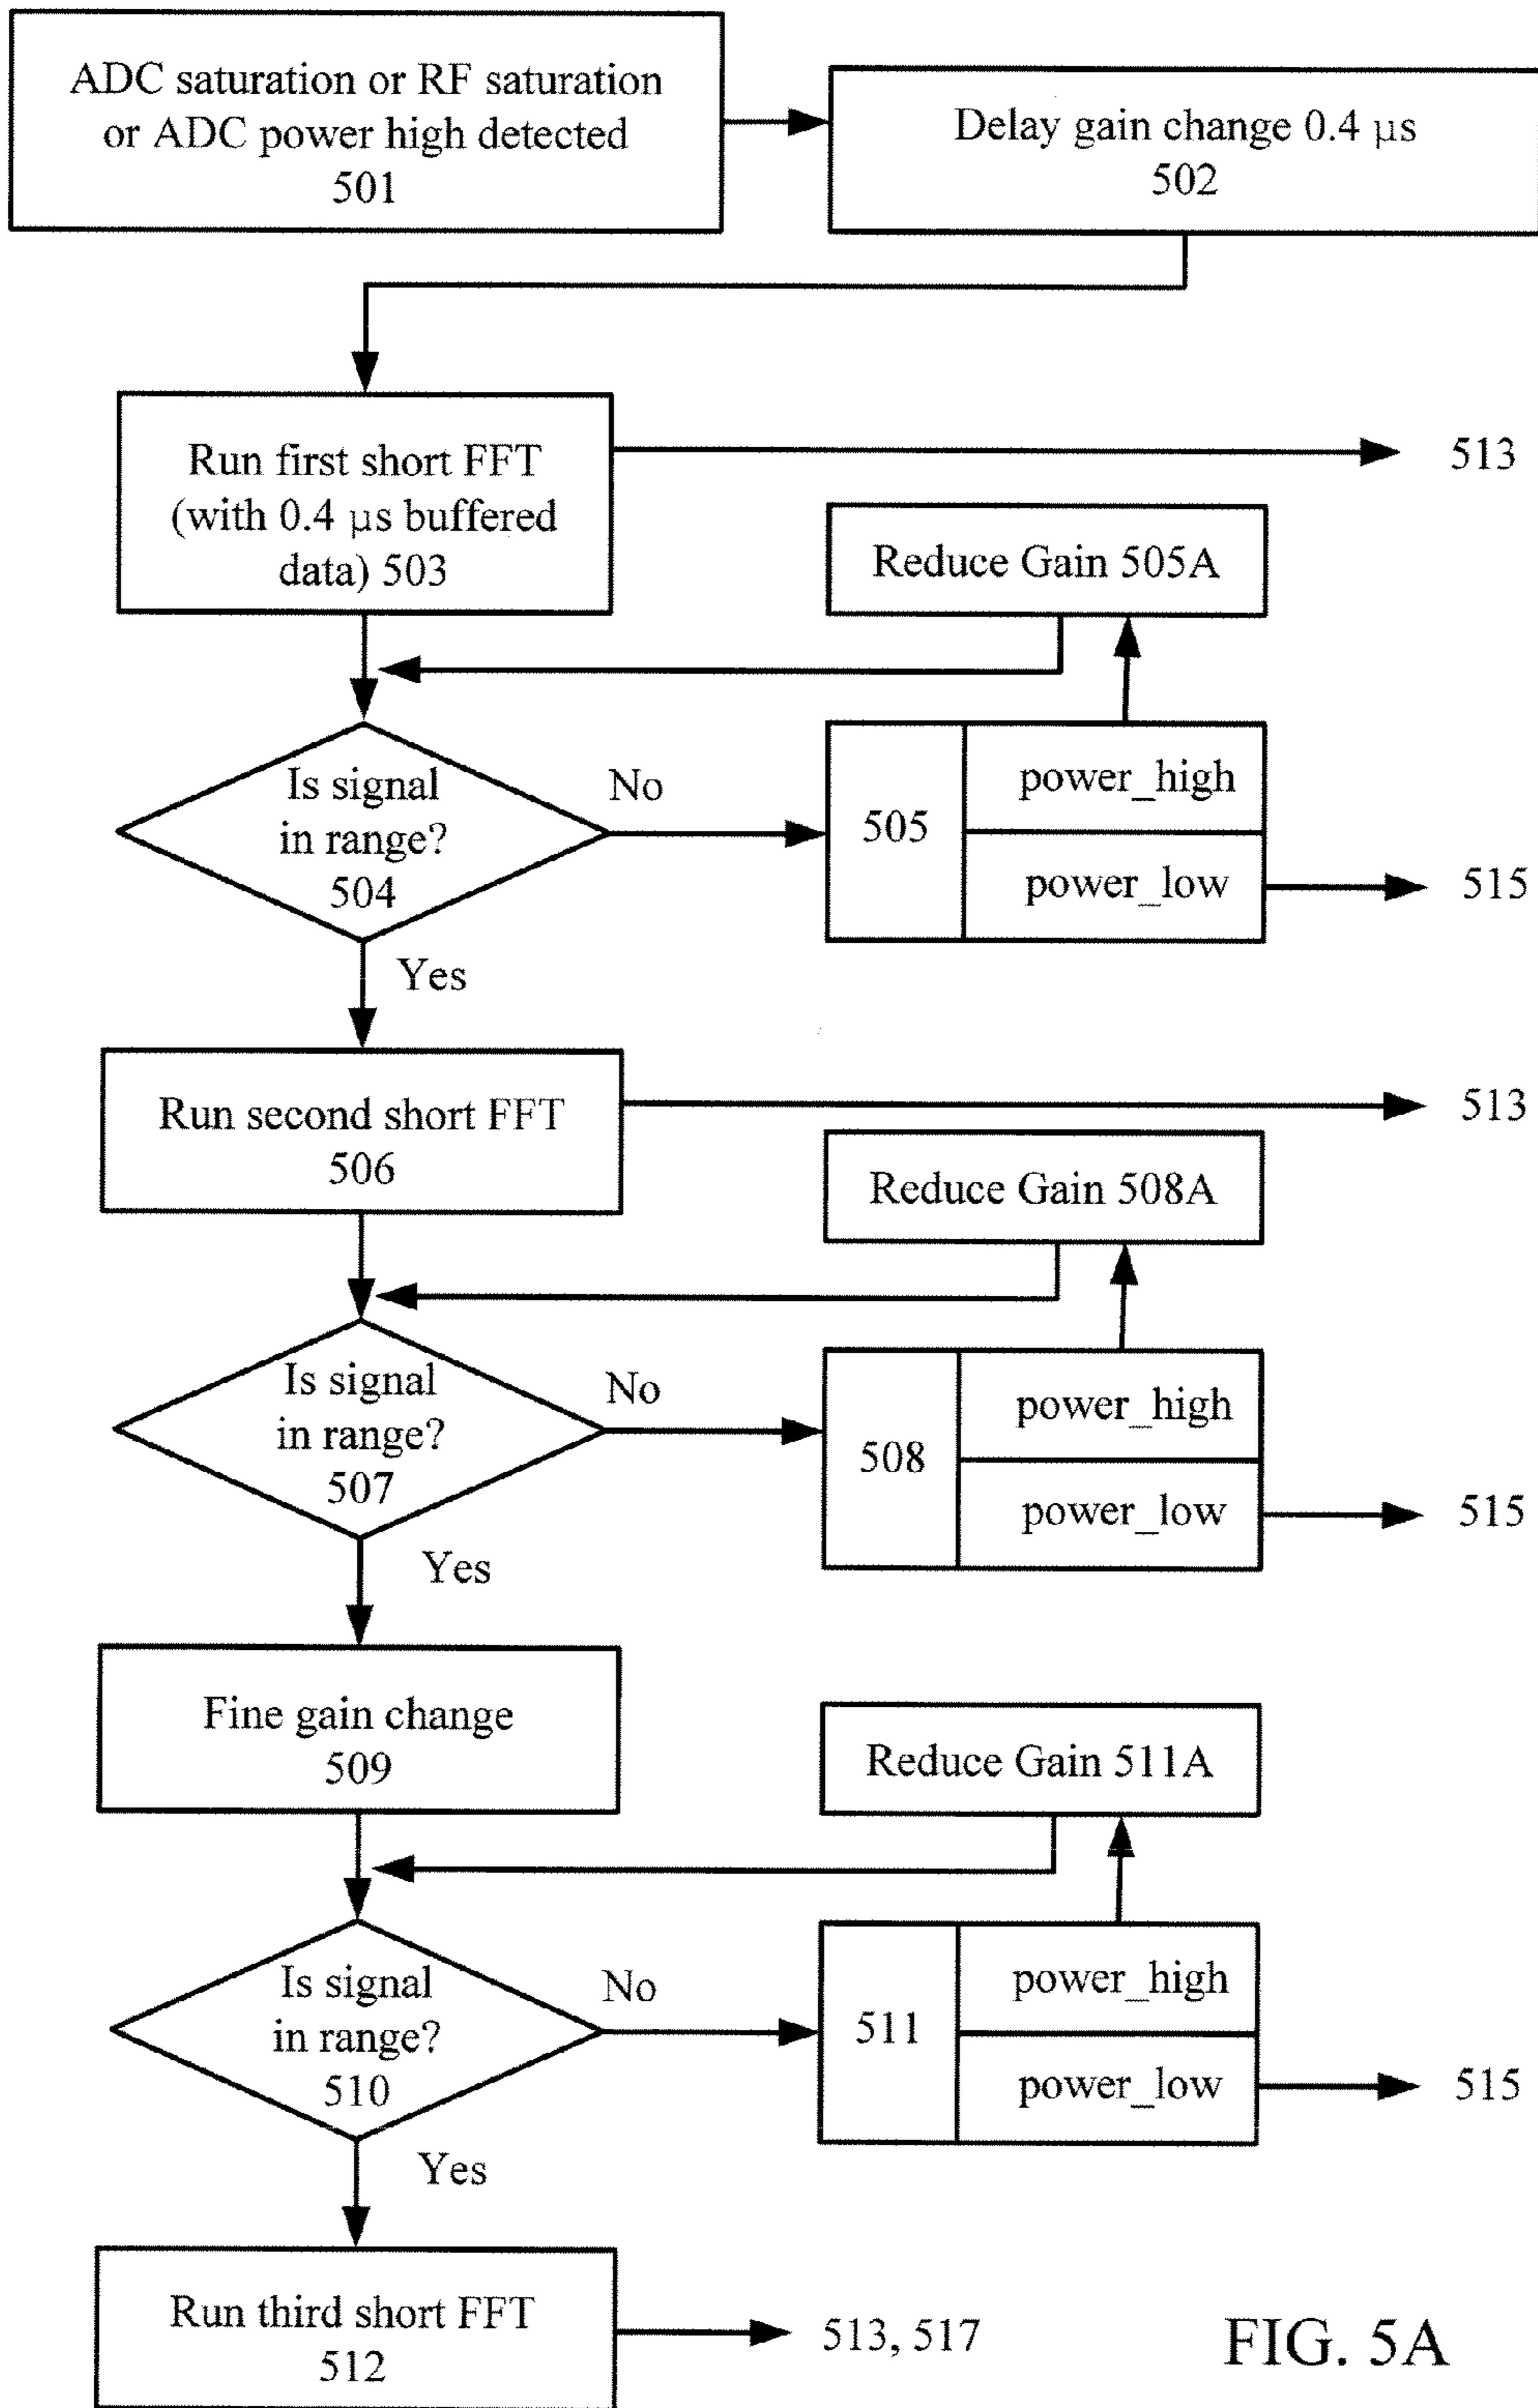 ADC saturation or RF saturation
or ADC power high detected
501
Delay gain change 0.4 µs
502
Run first short FFT
(with 0.4 µs buffered
data) 503
513
Reduce Gain 505A
Is signal
in range?
504
No
505
power_high
power_low
515
Yes
Run second short FFT
506
513
Reduce Gain 508A
Is signal
in range?
507
No
508
power_high
power_low
515
Yes
Fine gain change
509
Reduce Gain 511A
Is signal
in range?
510
No
511
power_high
power_low
515
Yes
Run third short FFT
512
513, 517
FIG. 5A